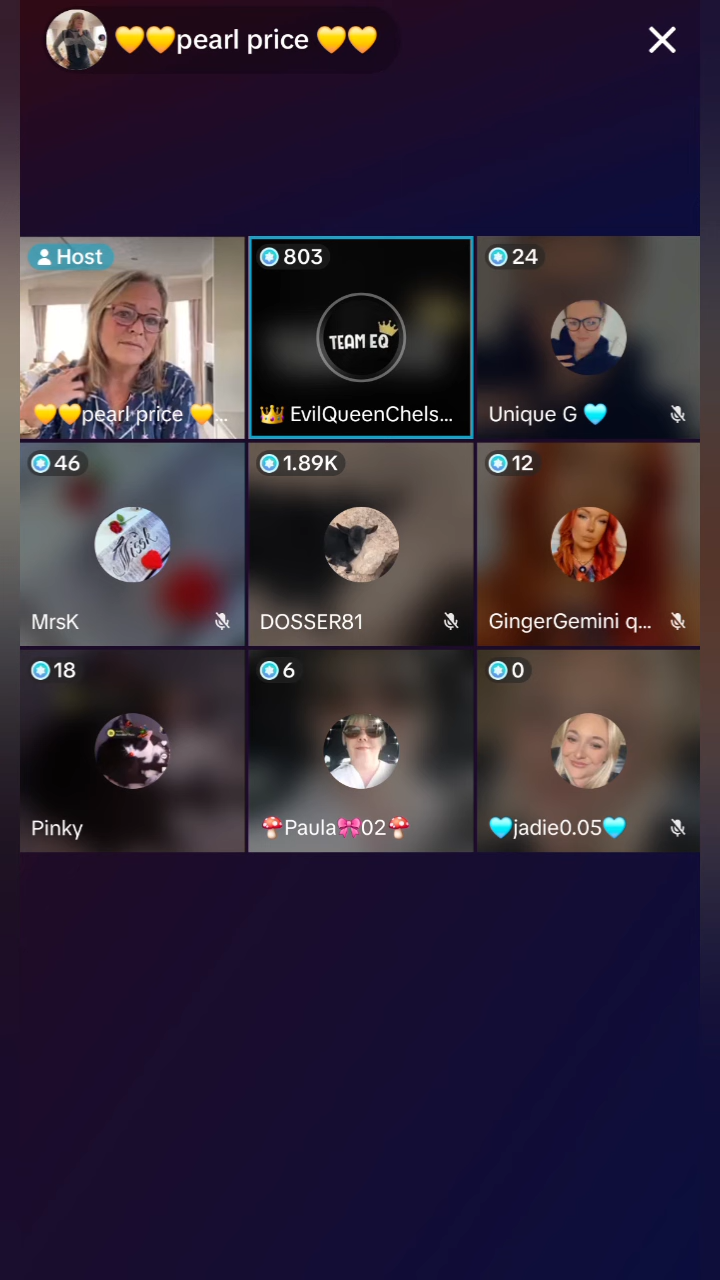 💛💛pearl price 💛💛
Host
💛💛pearl price 💛...
803
TEAM EQ
👑 EvilQueenChels...
24
Unique G 🩵
46
MrsK
1.89K
DOSSER81
12
GingerGemini q...
18
Pinky
6
🍄Paula🎀02🍄
0
🩵jadie0.05🩵